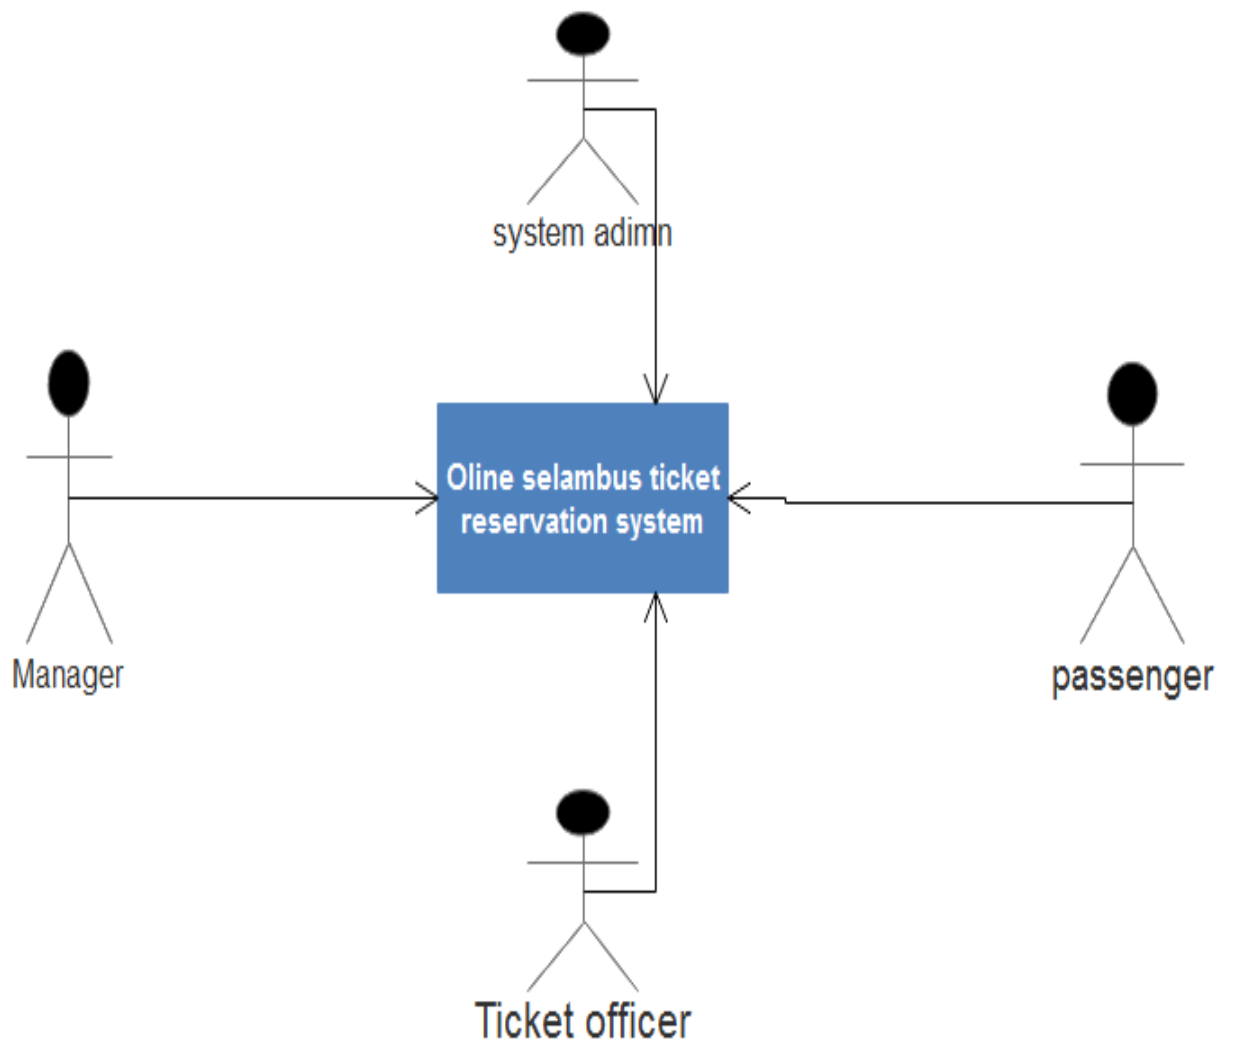 system adimn
Oline selambus ticket
reservation system
Manager
passenger
Ticket officer